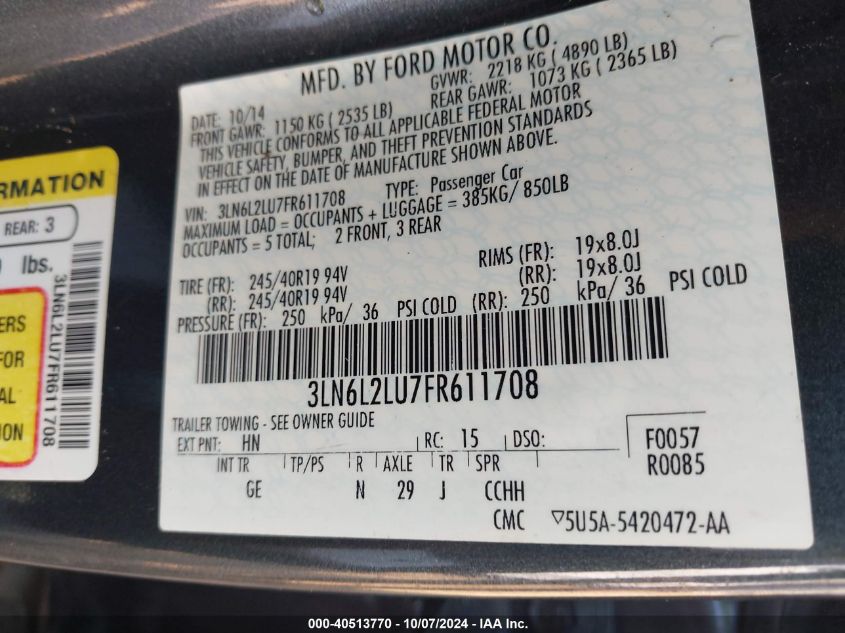 MFD. BY FORD MOTOR CO.
DATE: 10/14 GVWR: 2218 KG ( 4890 LB)
FRONT GAWR: 1150 KG ( 2535 LB) REAR GAWR: 1073 KG ( 2365 LB)
THIS VEHICLE CONFORMS TO ALL APPLICABLE FEDERAL MOTOR
VEHICLE SAFETY, BUMPER, AND THEFT PREVENTION STANDARDS
IN EFFECT ON THE DATE OF MANUFACTURE SHOWN ABOVE.
VIN: 3LN6L2LU7FR611708 TYPE: Passenger Car
MAXIMUM LOAD = OCCUPANTS + LUGGAGE = 385KG/ 850LB
OCCUPANTS = 5 TOTAL; 2 FRONT, 3 REAR
TIRE (FR): 245/40R19 94V RIMS (FR): 19x8.0J
(RR): 245/40R19 94V (RR): 19x8.0J
PRESSURE (FR): 250 kPa/ 36 PSI COLD (RR): 250 kPa/ 36 PSI COLD
3LN6L2LU7FR611708
TRAILER TOWING - SEE OWNER GUIDE
EXT PNT: HN RC: 15 DSO: F0057
INT TR TP/PS R AXLE TR SPR R0085
GE N 29 J CCHH
CMC ▽5U5A-5420472-AA
RMATION
REAR: 3
lbs.
3LN6L2LU7FR611708
ERS
FOR
AL
ION
000-40513770 - 10/07/2024 - IAA Inc.